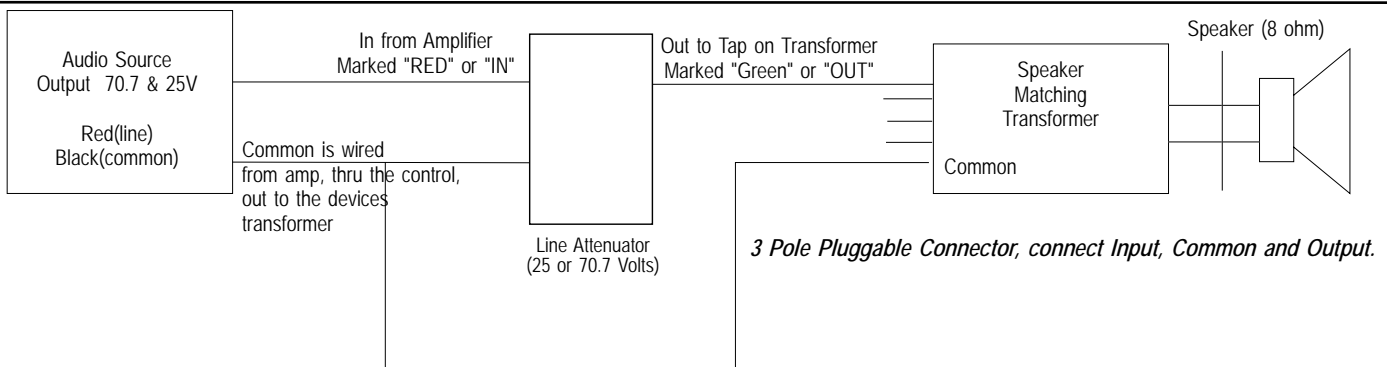 Audio Source
Output 70.7 & 25V
Red(line)
Black(common)
In from Amplifier
Marked "RED" or "IN"
Common is wired
from amp, thru the control,
out to the devices
transformer
Line Attenuator
(25 or 70.7 Volts)
Out to Tap on Transformer
Marked "Green" or "OUT"
Speaker
Matching
Transformer
Common
Speaker (8 ohm)
3 Pole Pluggable Connector, connect Input, Common and Output.